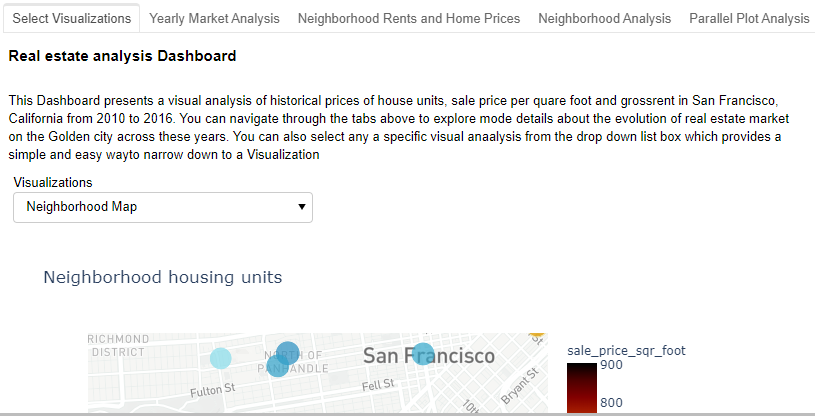 Select Visualizations Yearly Market Analysis Neighborhood Rents and Home Prices Neighborhood Analysis Parallel Plot Analysis
Real estate analysis Dashboard
This Dashboard presents a visual analysis of historical prices of house units, sale price per quare foot and grossrent in San Francisco,
California from 2010 to 2016. You can navigate through the tabs above to explore mode details about the evolution of real estate market
on the Golden city across these years. You can also select any a specific visual anaalysis from the drop down list box which provides a
simple and easy wayto narrow down to a Visualization
Visualizations
Neighborhood Map
Neighborhood housing units
RICHMOND
DISTRICT
NORTH OF
PANHANDLE
San Francisco
St
Fulton St
Fell St
10th
Bryant St
sale_price_sqr_foot
900
800